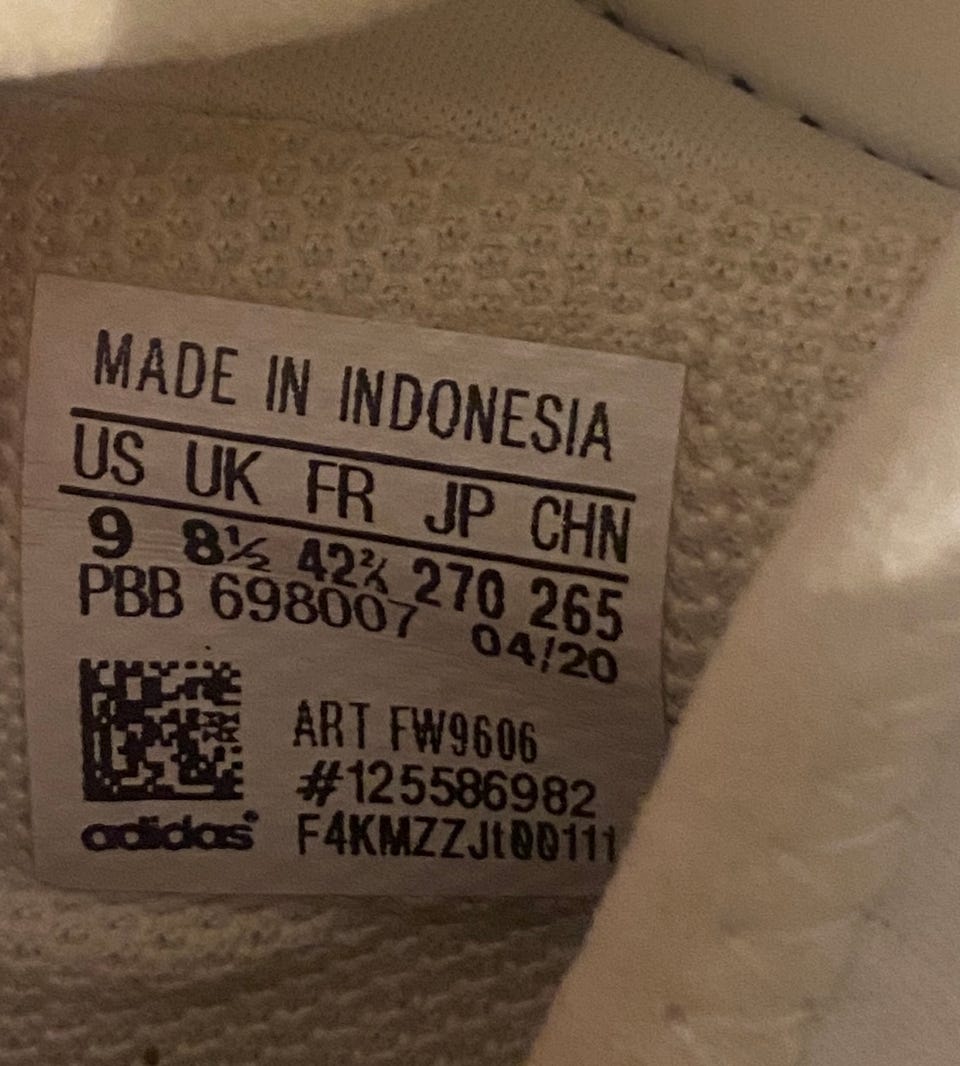 MADE IN INDONESIA
US UK FR JP CHN
9 8½ 42⅔ 270 265
PBB 698007 04/20
ART FW9606
#125586982
adidas®